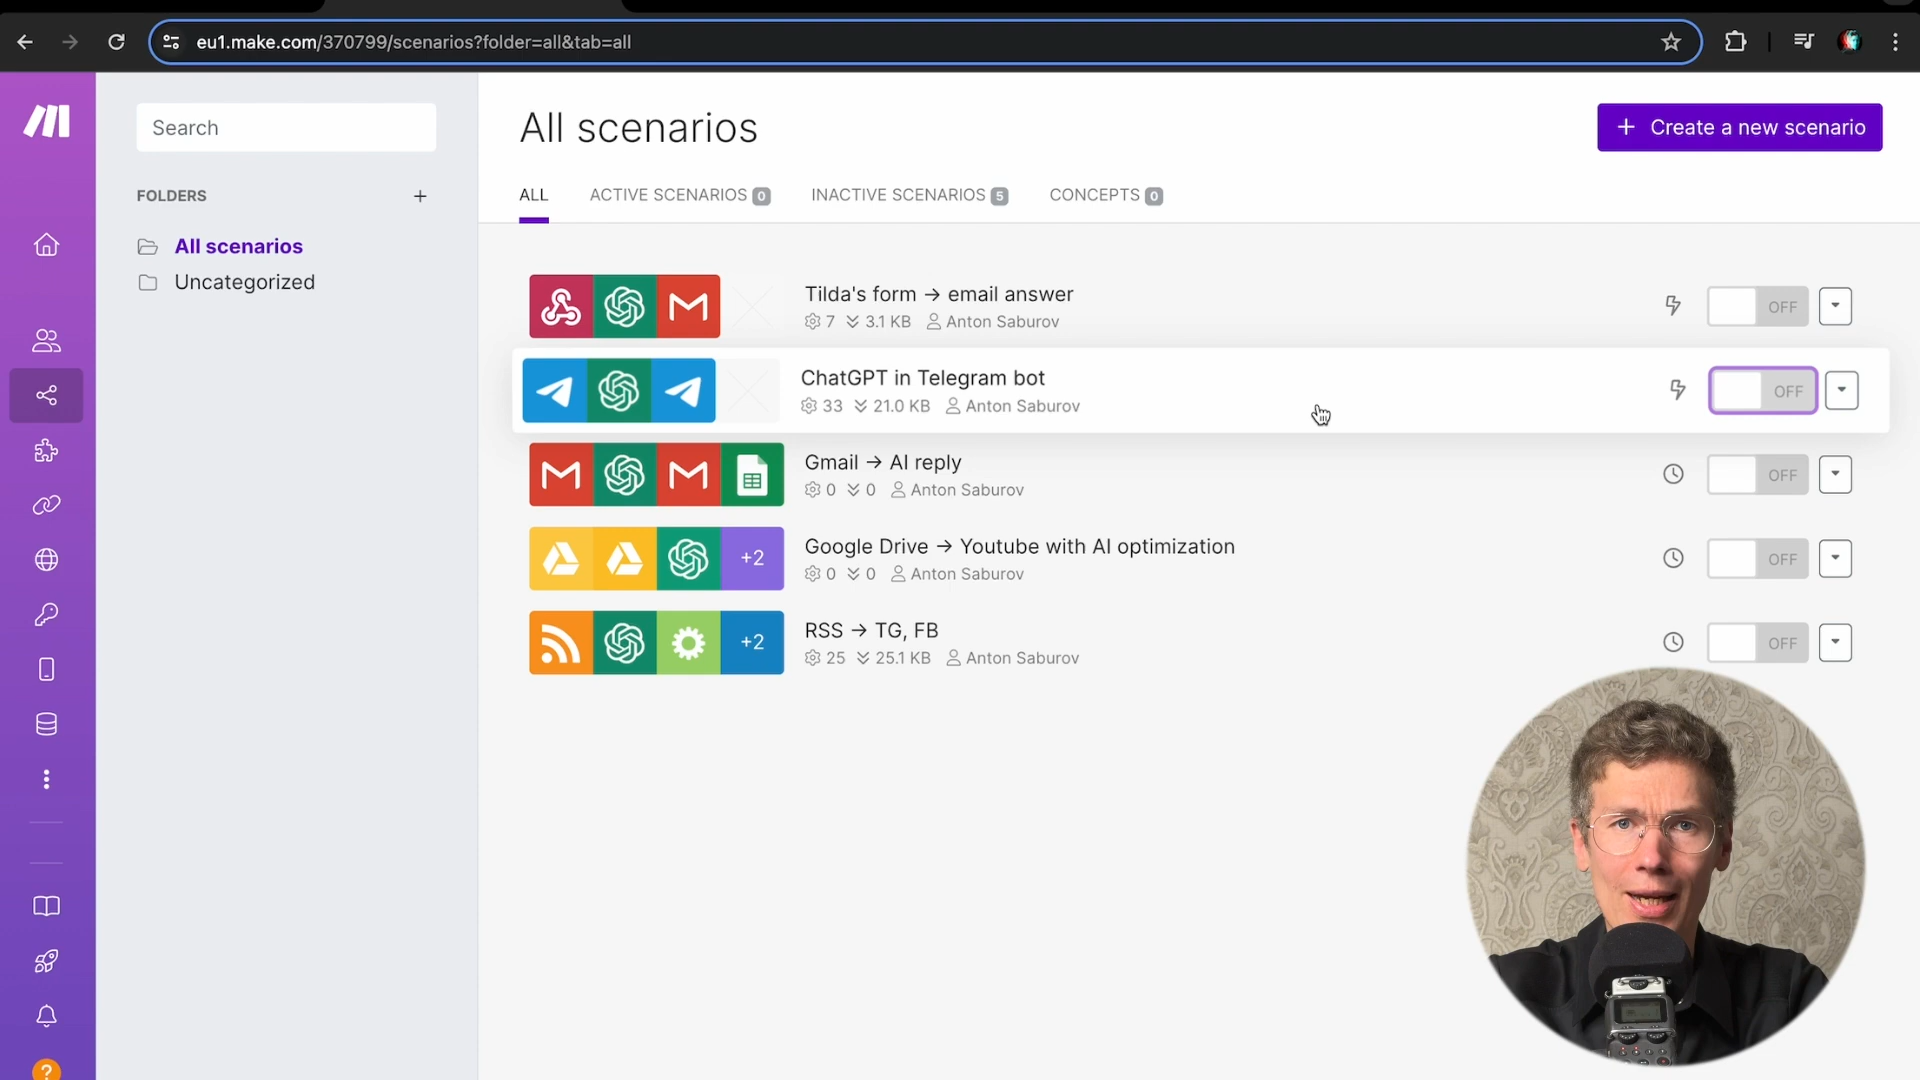 eu1.make.com/370799/scenarios?folder=all&tab=all
Search
FOLDERS
All scenarios
Uncategorized
All scenarios
+ Create a new scenario
ALL
ACTIVE SCENARIOS 0
INACTIVE SCENARIOS 5
CONCEPTS 0
Tilda's form → email answer
7 3.1 KB Anton Saburov
OFF
ChatGPT in Telegram bot
33 21.0 KB Anton Saburov
OFF
Gmail → AI reply
0 0 Anton Saburov
OFF
+2
Google Drive → Youtube with AI optimization
0 0 Anton Saburov
OFF
+2
RSS → TG, FB
25 25.1 KB Anton Saburov
OFF
?